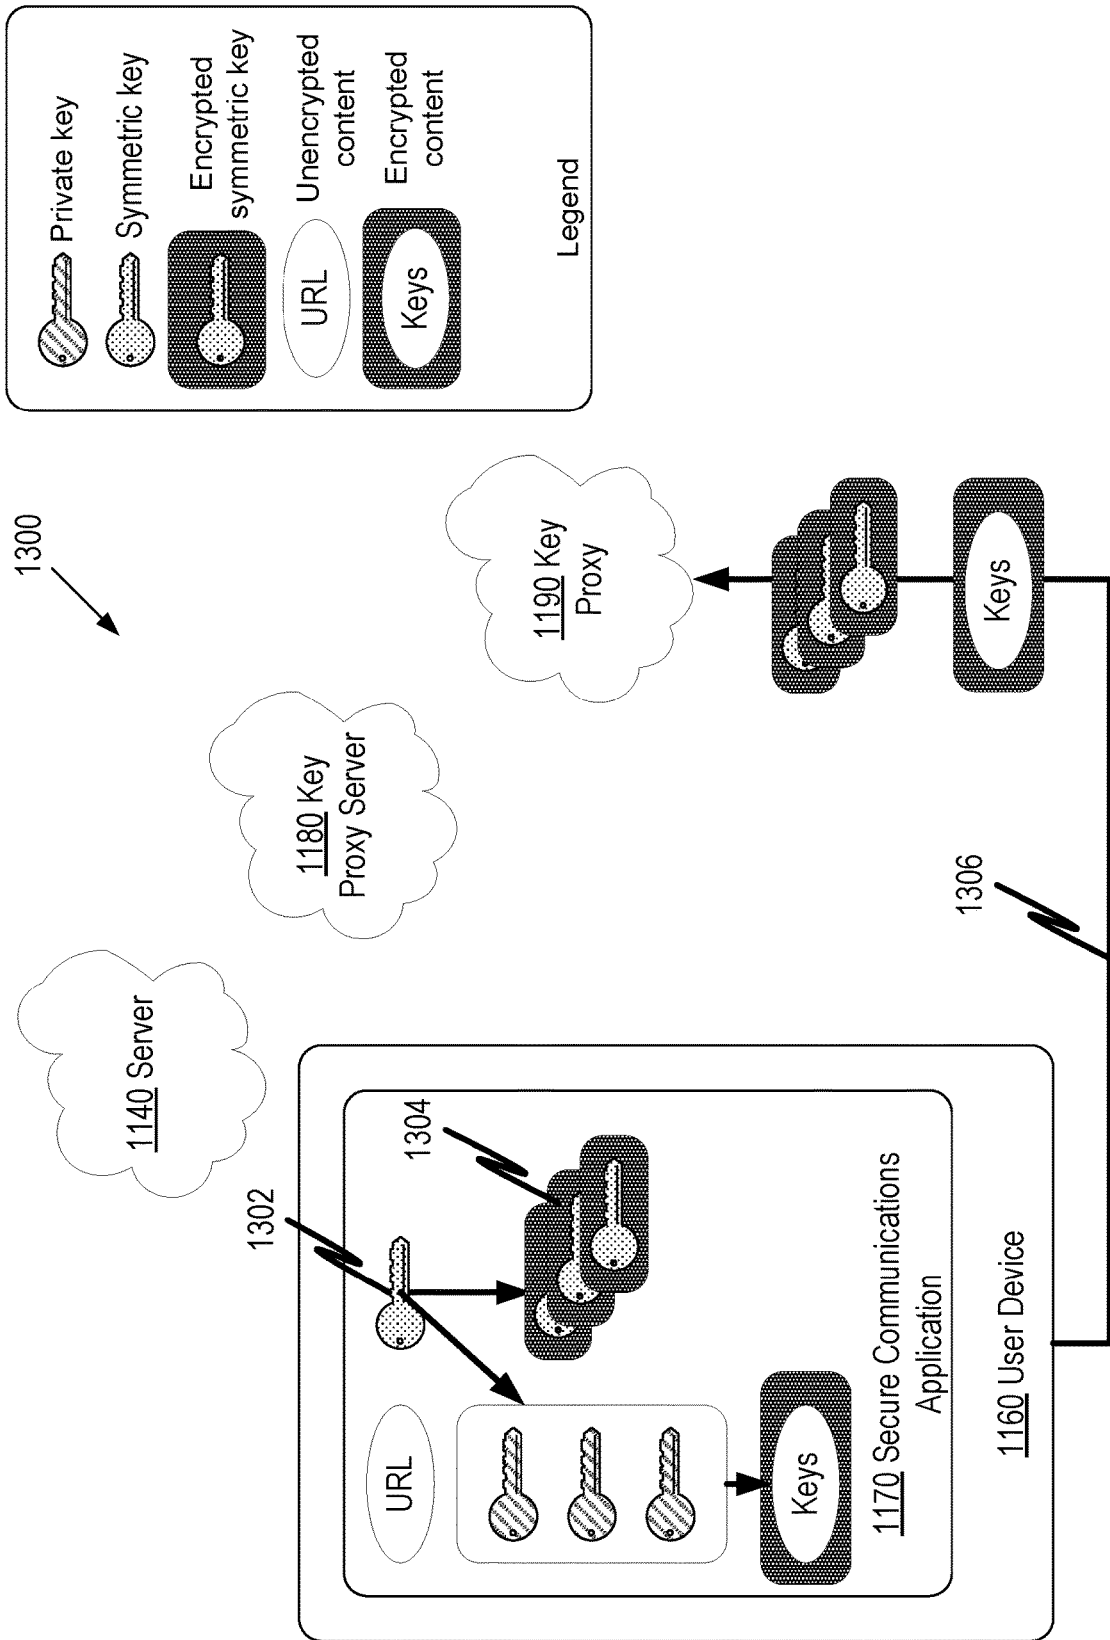 1300
1140 Server
1180 Key
Proxy Server
1190 Key
Proxy
Private key
Symmetric key
Encrypted
symmetric key
URL
Unencrypted
content
Keys
Encrypted
content
Legend
1302
1304
URL
Keys
1170 Secure Communications
Application
1160 User Device
1306
Keys